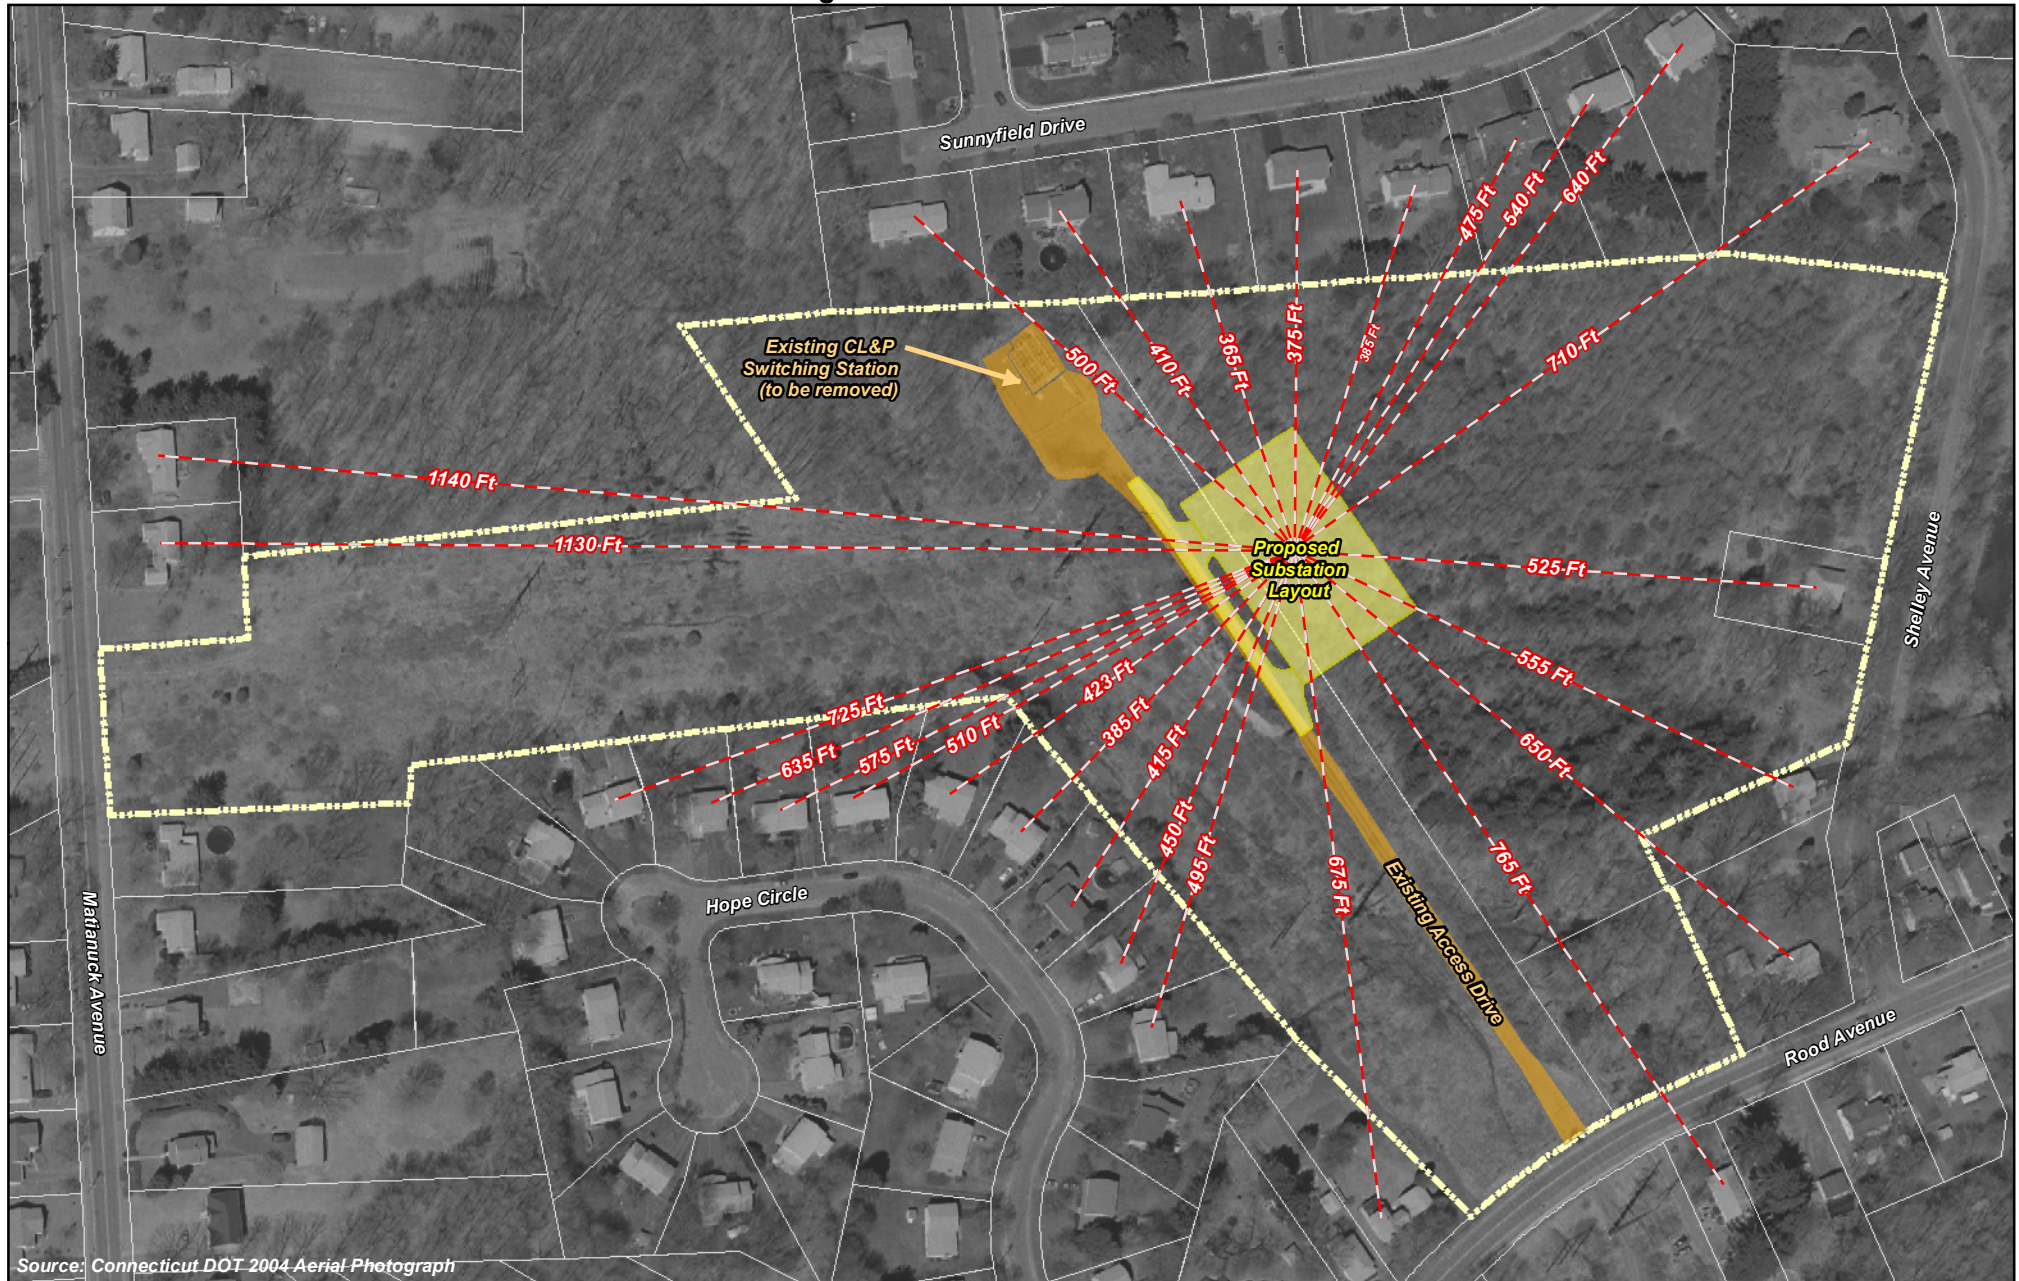 Sunnyfield Drive
475 Ft
540 Ft
640 Ft
Existing CL&P
Switching Station
(to be removed)
500 Ft
410 Ft
365 Ft
375 Ft
385 Ft
710 Ft
1140 Ft
1130 Ft
Proposed
Substation
Layout
525 Ft
Shelley Avenue
725 Ft
635 Ft
575 Ft
510 Ft
423 Ft
385 Ft
415 Ft
450 Ft
495 Ft
675 Ft
555 Ft
650 Ft
765 Ft
Existing Access Drive
Hope Circle
Matianuck Avenue
Rood Avenue
Source: Connecticut DOT 2004 Aerial Photograph